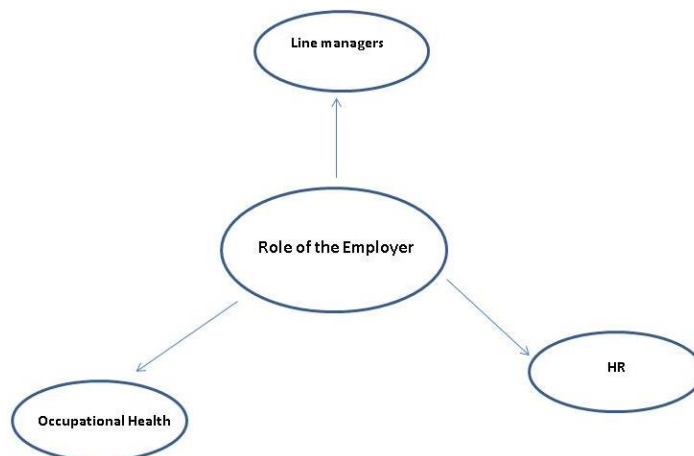 Line managers
Role of the Employer
HR
Occupational Health